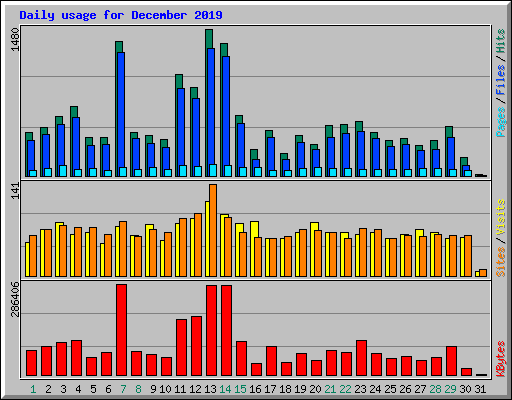 Daily usage for December 2019
1480
Pages / Files / Hits
141
Sites / Visits
286406
KBytes
1 2 3 4 5 6 7 8 9 10 11 12 13 14 15 16 17 18 19 20 21 22 23 24 25 26 27 28 29 30 31